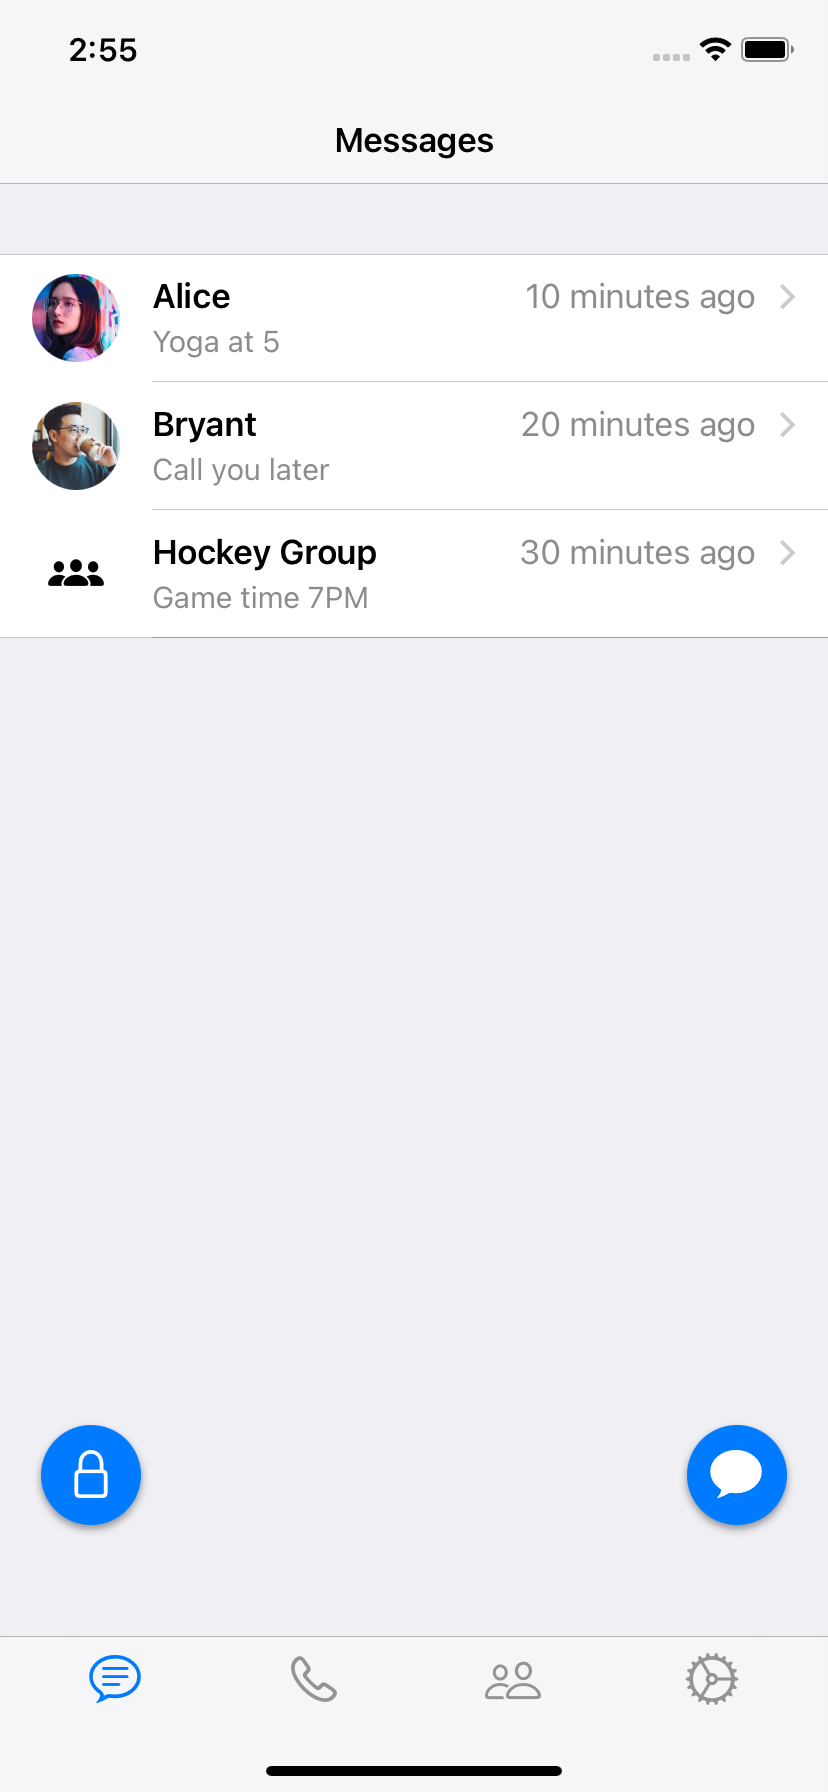 2:55
Messages
Alice 10 minutes ago
Yoga at 5
Bryant 20 minutes ago
Call you later
Hockey Group 30 minutes ago
Game time 7PM